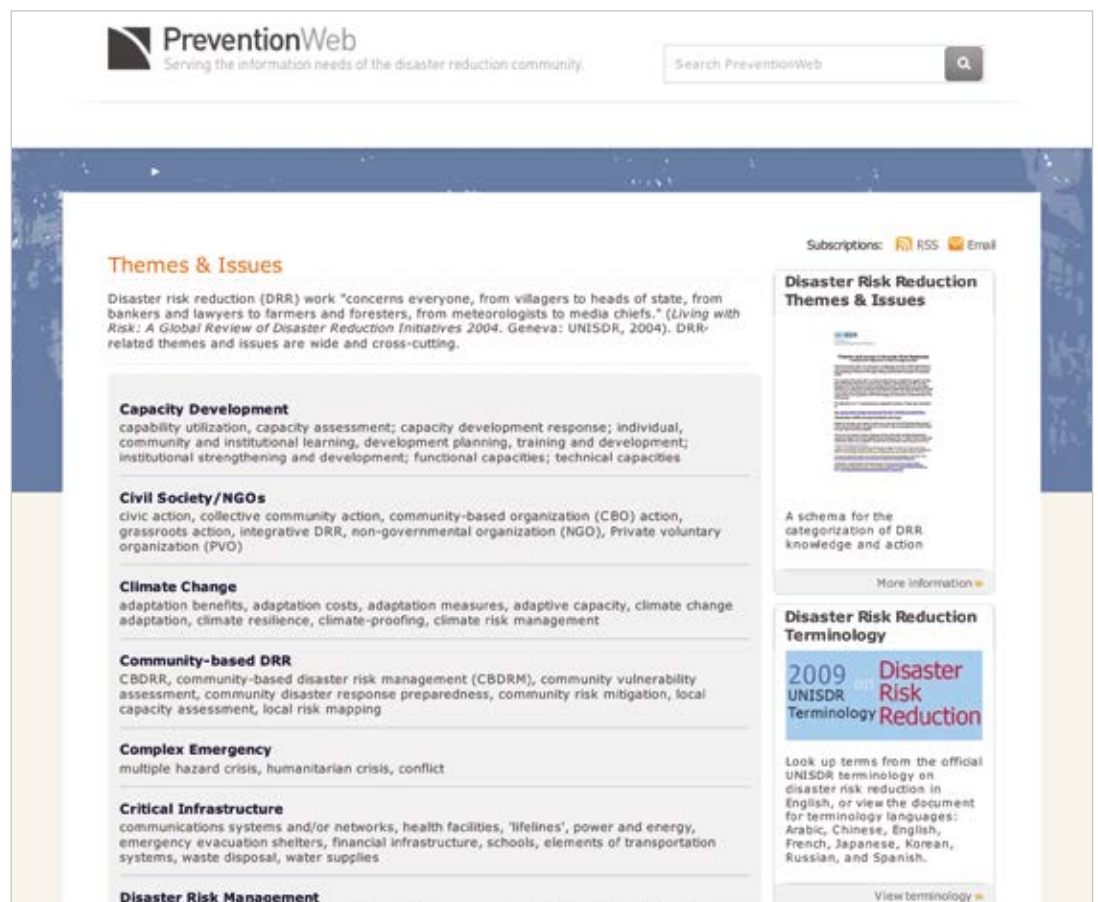 PreventionWeb
Serving the information needs of the disaster reduction community.
Search PreventionWeb
Subscriptions: RSS Email
Themes & Issues
Disaster risk reduction (DRR) work "concerns everyone, from villagers to heads of state, from
bankers and lawyers to farmers and foresters, from meteorologists to media chiefs." (Living with
Risk: A Global Review of Disaster Reduction Initiatives 2004. Geneva: UNISDR, 2004). DRR-
related themes and issues are wide and cross-cutting.
Capacity Development
capability utilization, capacity assessment; capacity development response; individual,
community and institutional learning, development planning, training and development;
institutional strengthening and development; functional capacities; technical capacities
Civil Society/NGOs
civic action, collective community action, community-based organization (CBO) action,
grassroots action, integrative DRR, non-governmental organization (NGO), Private voluntary
organization (PVO)
Climate Change
adaptation benefits, adaptation costs, adaptation measures, adaptive capacity, climate change
adaptation, climate resilience, climate-proofing, climate risk management
Community-based DRR
CBDRR, community-based disaster risk management (CBDRM), community vulnerability
assessment, community disaster response preparedness, community risk mitigation, local
capacity assessment, local risk mapping
Complex Emergency
multiple hazard crisis, humanitarian crisis, conflict
Critical Infrastructure
communications systems and/or networks, health facilities, 'lifelines', power and energy,
emergency evacuation shelters, financial infrastructure, schools, elements of transportation
systems, waste disposal, water supplies
Disaster Risk Management
Disaster Risk Reduction
Themes & Issues
A schema for the
categorization of DRR
knowledge and action
More information
Disaster Risk Reduction
Terminology
2009 on Disaster
UNISDR Risk
Terminology Reduction
Look up terms from the official
UNISDR terminology on
disaster risk reduction in
English, or view the document
for terminology languages:
Arabic, Chinese, English,
French, Japanese, Korean,
Russian, and Spanish.
View terminology